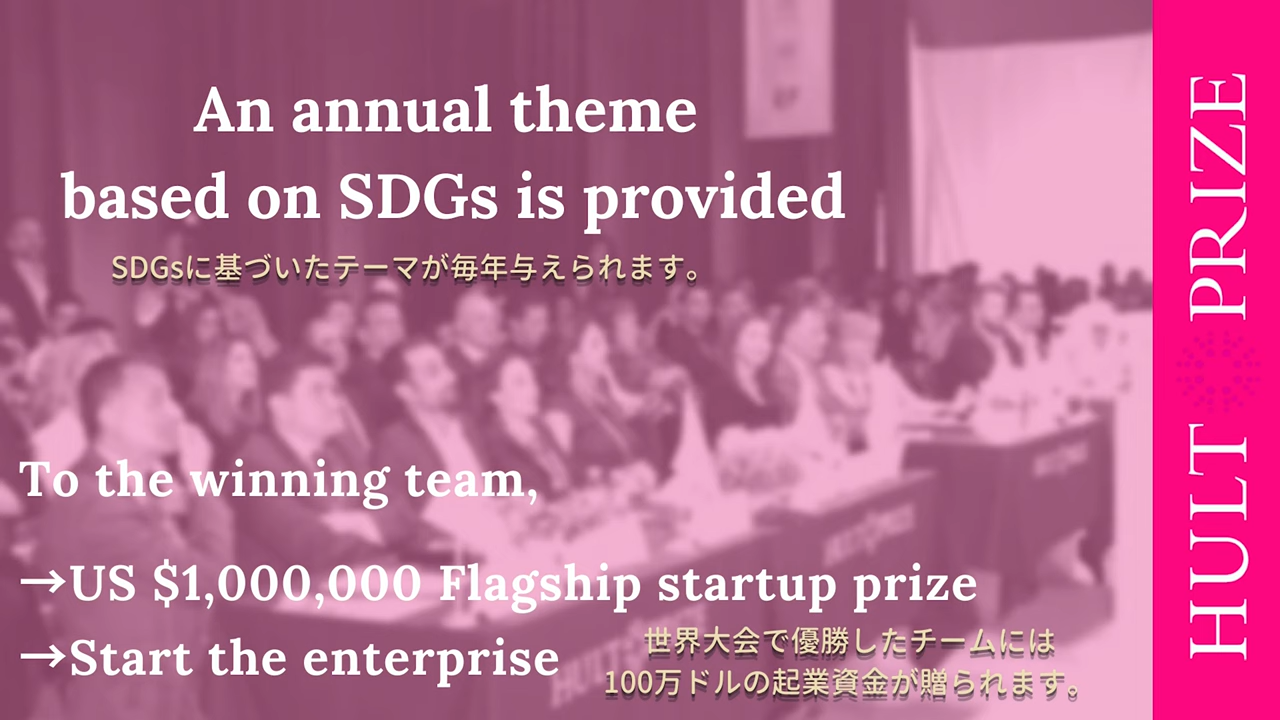 An annual theme
based on SDGs is provided
SDGsに基づいたテーマが毎年与えられます。
To the winning team,
→US $1,000,000 Flagship startup prize
→Start the enterprise
世界大会で優勝したチームには
100万ドルの起業資金が贈られます。
HULT PRIZE